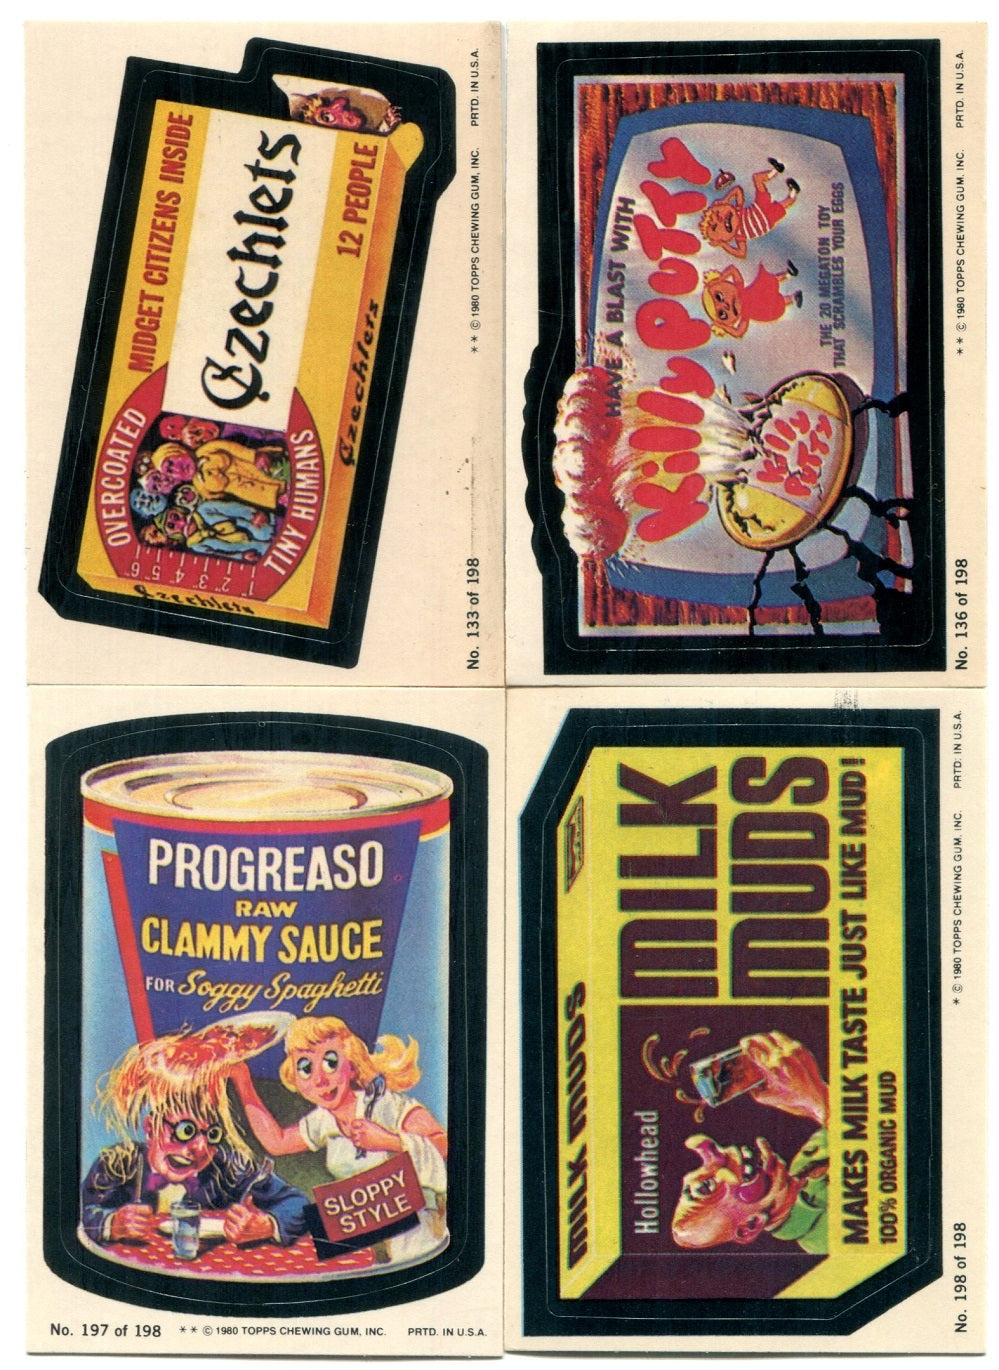 MIDGET CITIZENS INSIDE
Czechlets
12 PEOPLE
OVERCOATED
TINY HUMANS
6" 5" 4" 3" 2" 1"
Czechlets
Czechlets
No. 133 of 198
** © 1980 TOPPS CHEWING GUM, INC.
PRTD. IN U.S.A.
HAVE A BLAST WITH
Killy Putty
THE 20 MEGATON TOY
THAT SCRAMBLES YOUR EGGS
Killy
Putty
No. 136 of 198
** © 1980 TOPPS CHEWING GUM, INC.
PRTD. IN U.S.A.
PROGREASO
RAW
CLAMMY SAUCE
FOR Soggy Spaghetti
SLOPPY
STYLE
No. 197 of 198
** © 1980 TOPPS CHEWING GUM, INC.
PRTD. IN U.S.A.
MILK MUDS
MILK
MUDS
Hollowhead
MAKES MILK TASTE JUST LIKE MUD!
100% ORGANIC MUD
No. 198 of 198
* © 1980 TOPPS CHEWING GUM, INC.
PRTD. IN U.S.A.